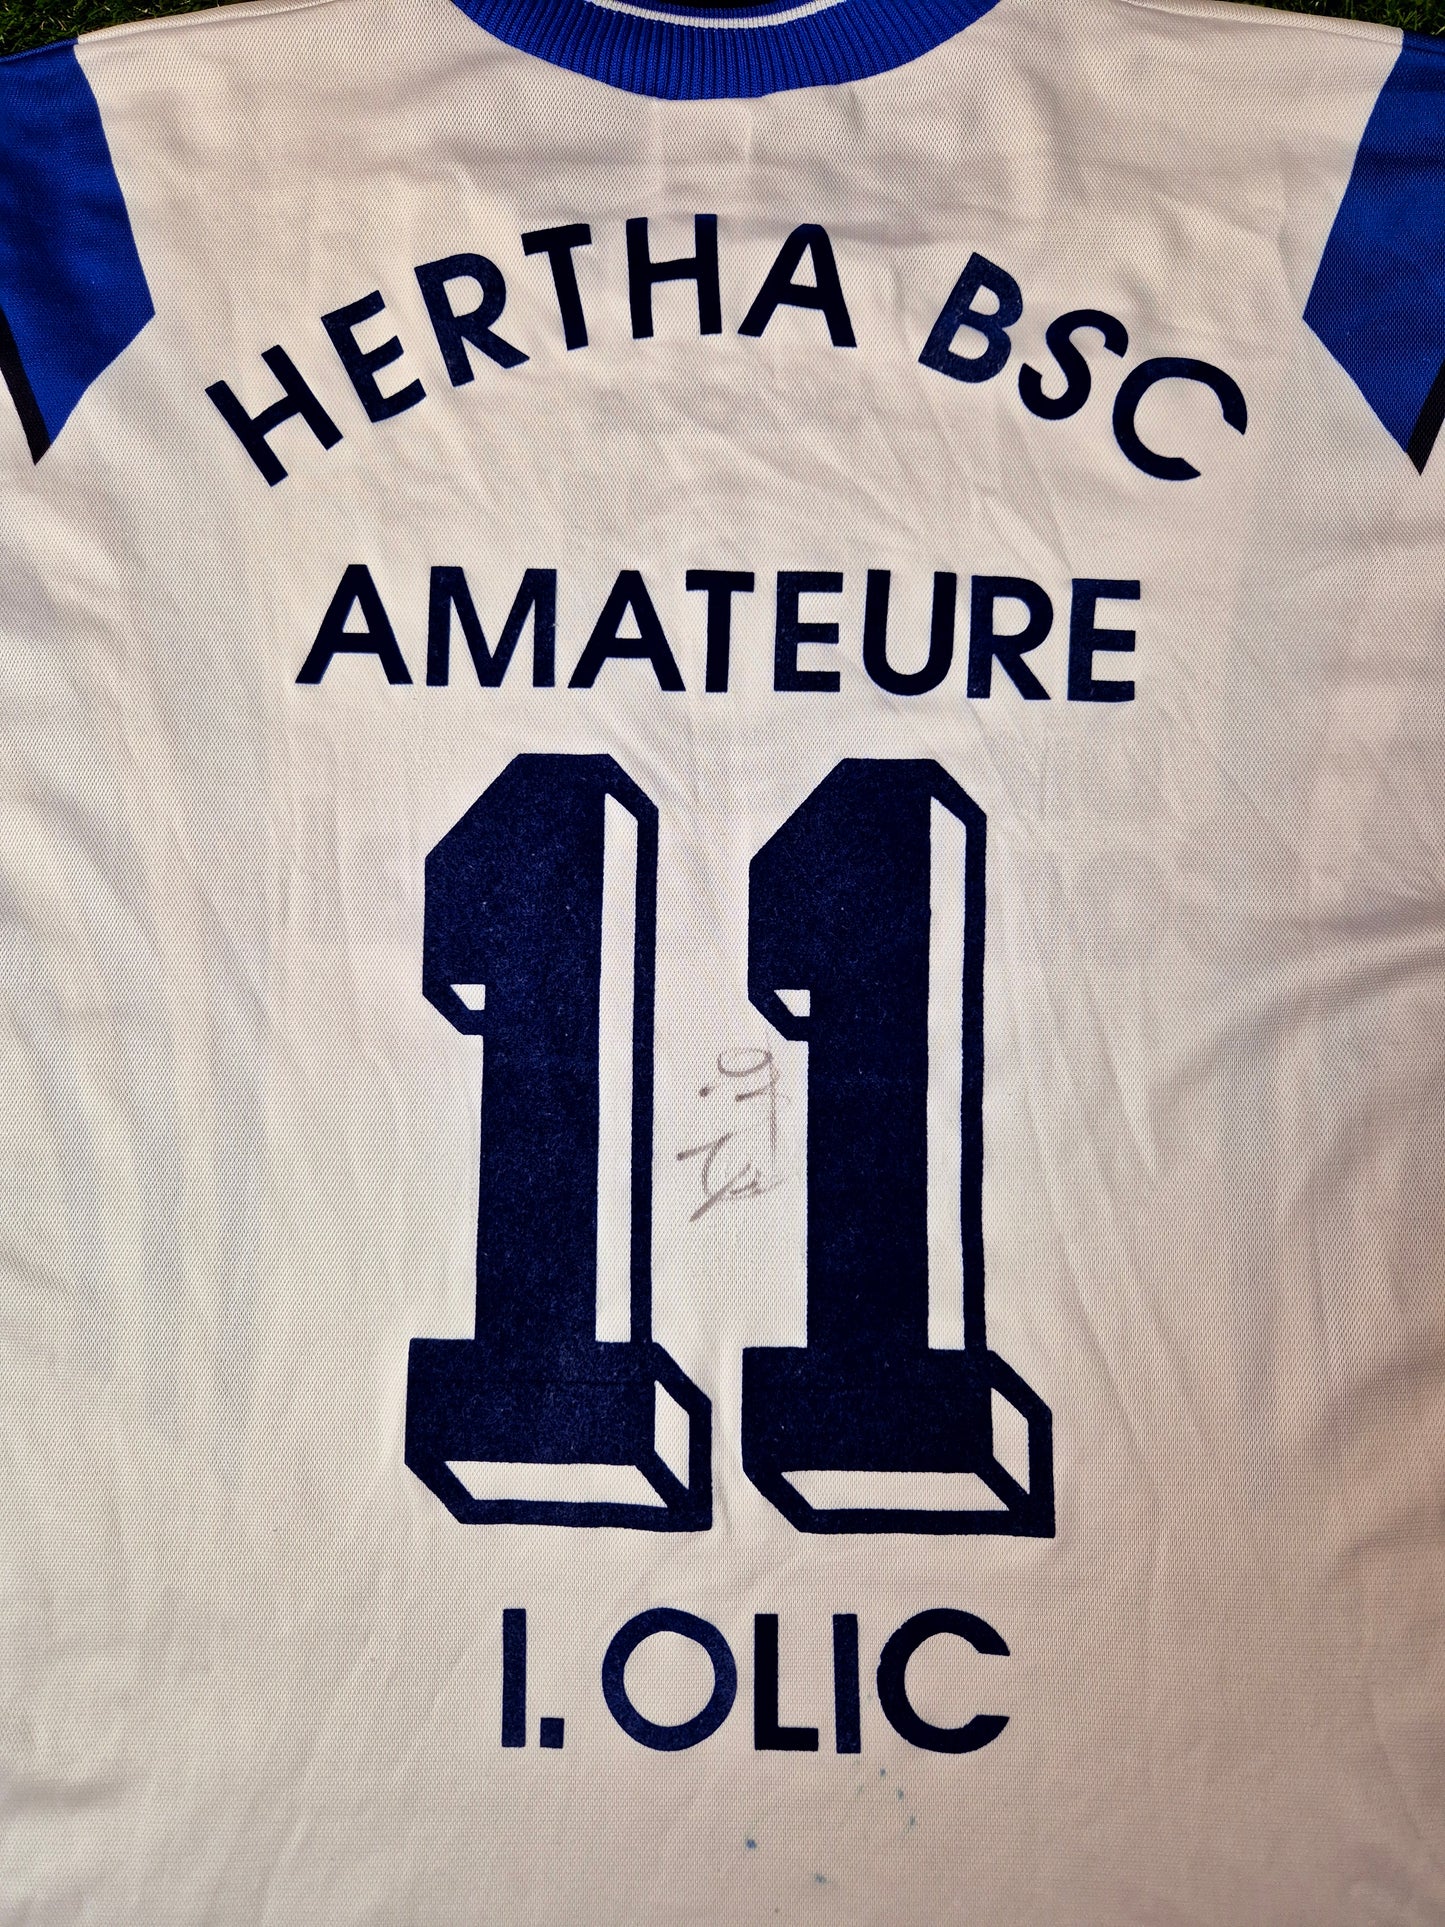 HERTHA BSC
AMATEURE
11
I. OLIC